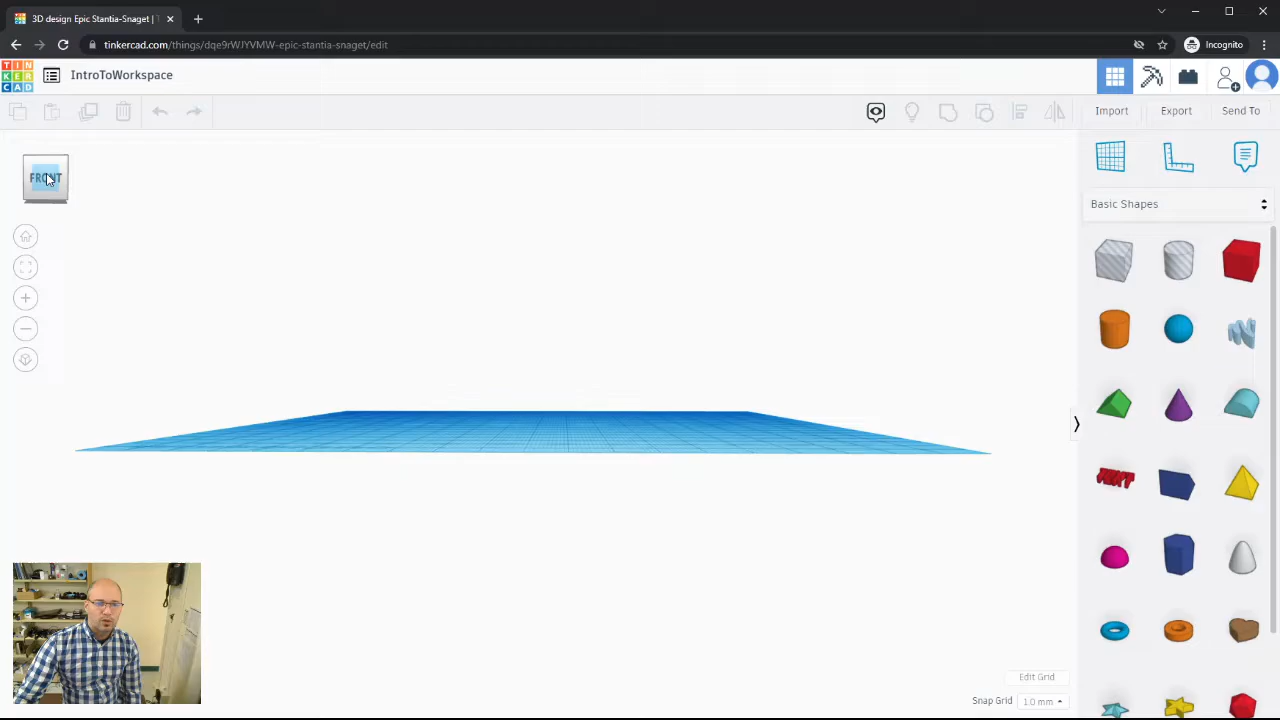 3D design Epic Stantia-Snaget | T
tinkercad.com/things/dqe9rWJYVMW-epic-stantia-snaget/edit
Incognito
TIN
KER
CAD
IntroToWorkspace
Import
Export
Send To
FRONT
Basic Shapes
Edit Grid
Snap Grid
1.0 mm